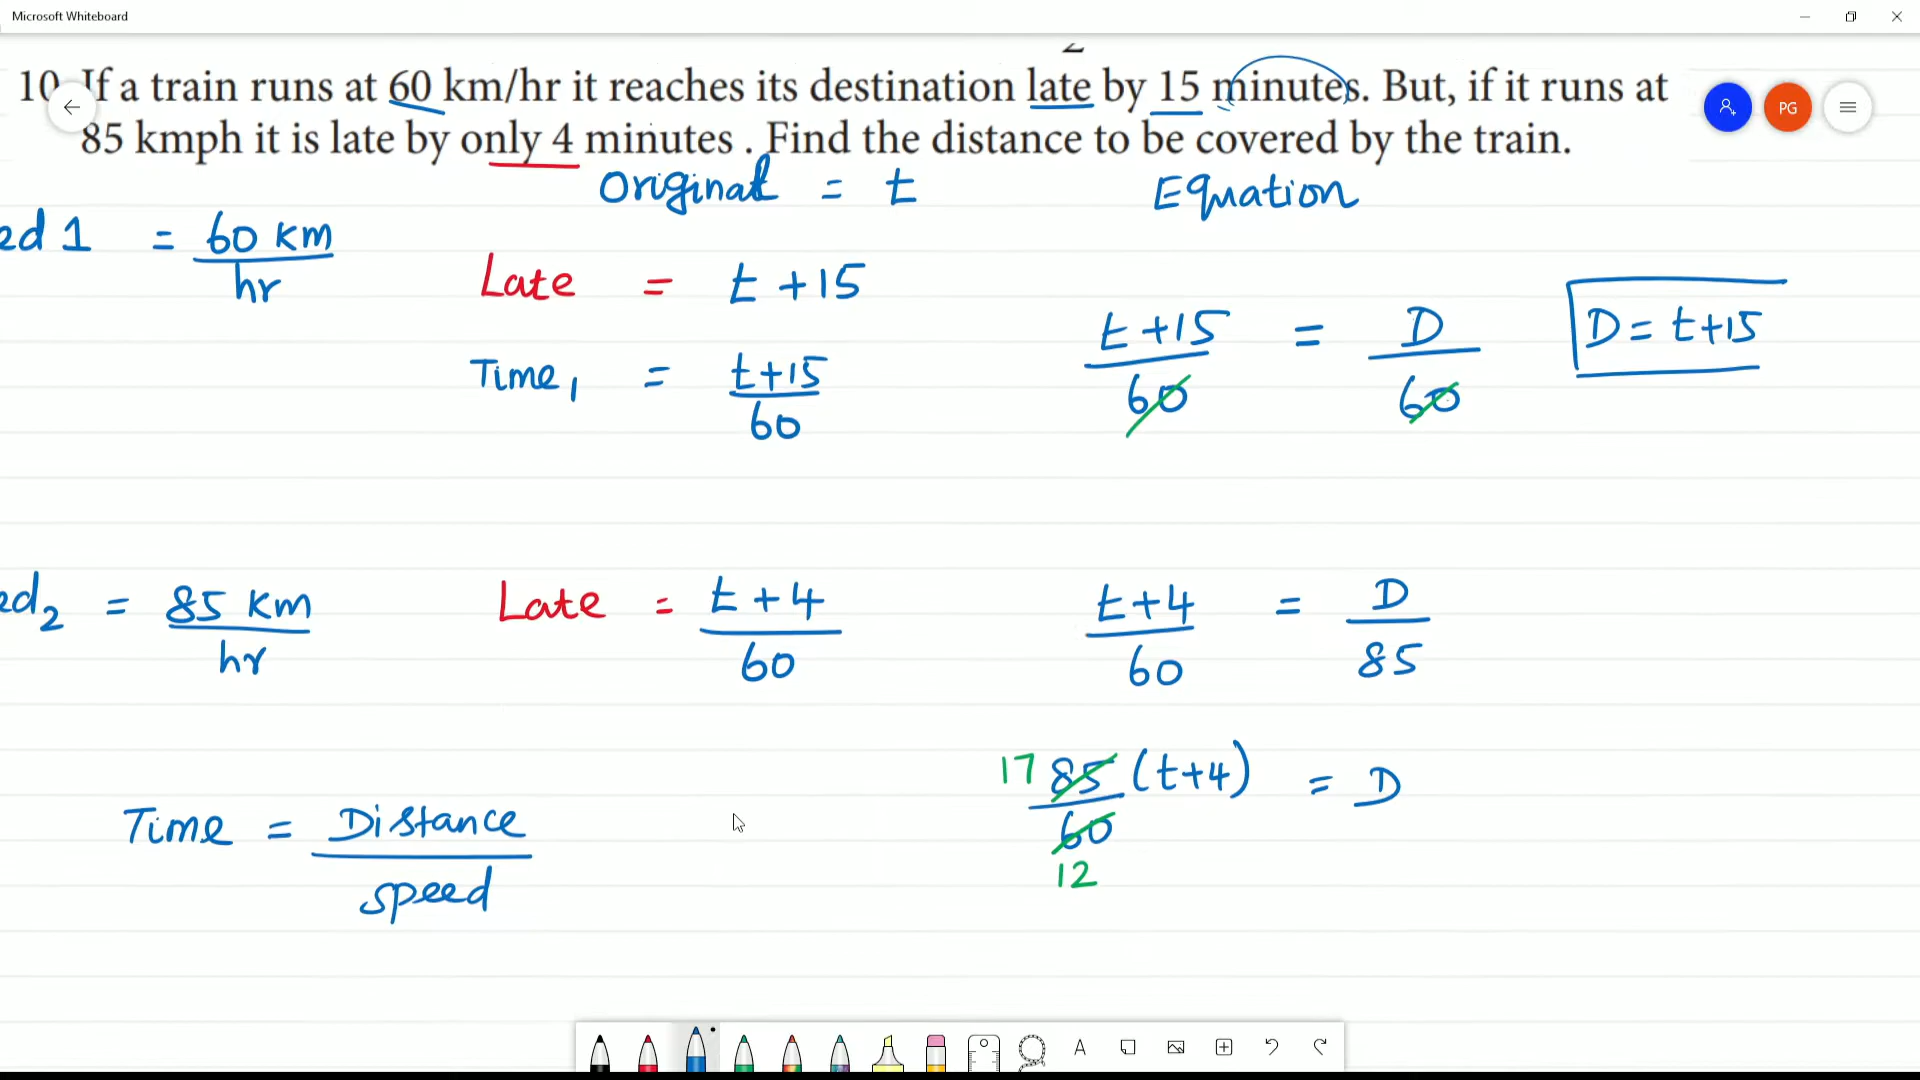 Microsoft Whiteboard
10. If a train runs at 60 km/hr it reaches its destination late by 15 minutes. But, if it runs at
85 kmph it is late by only 4 minutes . Find the distance to be covered by the train.
PG
Original = t
Equation
ed 1 = 60 km
hr
Late = t + 15
Time1 = t+15
60
t + 15 = D
60 60
D = t+15
ed2 = 85 km
hr
Late = t + 4
60
t+4 = D
60 85
17 85 (t+4) = D
60
12
Time = Distance
speed
A